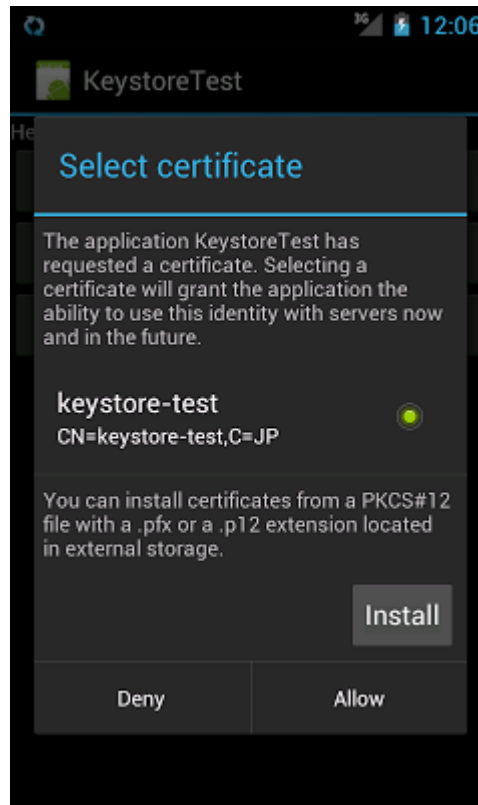 3G 12:06
KeystoreTest
He
Select certificate
The application KeystoreTest has
requested a certificate. Selecting a
certificate will grant the application the
ability to use this identity with servers now
and in the future.
keystore-test
CN=keystore-test,C=JP
You can install certificates from a PKCS#12
file with a .pfx or a .p12 extension located
in external storage.
Install
Deny Allow